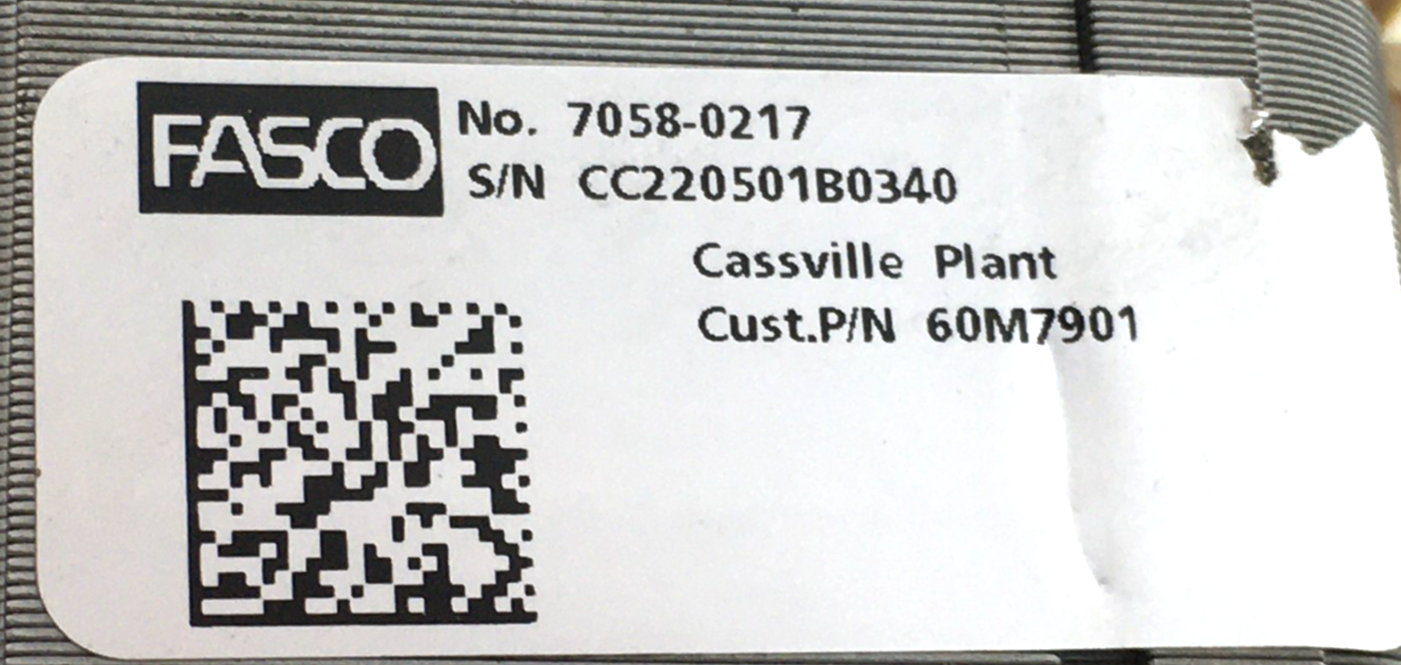 FASCO
No. 7058-0217
S/N CC220501B0340
Cassville Plant
Cust.P/N 60M7901